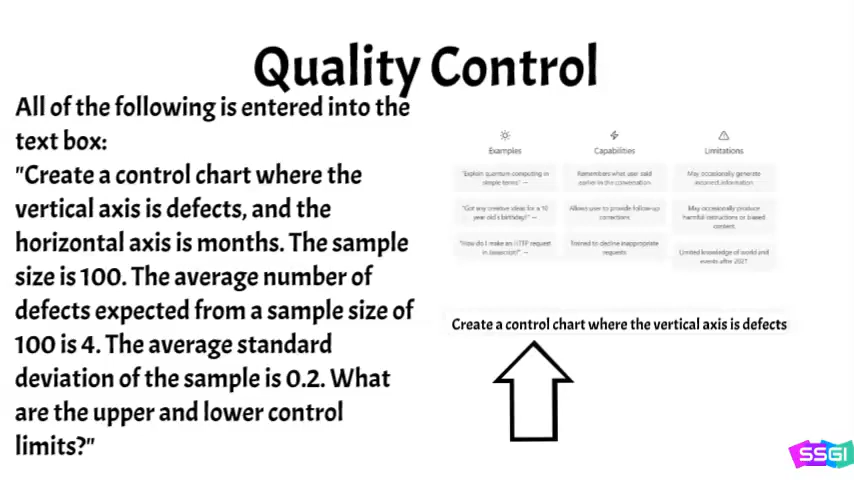 Quality Control
All of the following is entered into the
text box:
"Create a control chart where the
vertical axis is defects, and the
horizontal axis is months. The sample
size is 100. The average number of
defects expected from a sample size of
100 is 4. The average standard
deviation of the sample is 0.2. What
are the upper and lower control
limits?"
Examples
"Explain quantum computing in
simple terms" →
"Got any creative ideas for a 10
year old's birthday?" →
"How do I make an HTTP request
in Javascript?" →
Capabilities
Remembers what user said
earlier in the conversation
Allows user to provide follow-up
corrections
Trained to decline inappropriate
requests
Limitations
May occasionally generate
incorrect information
May occasionally produce
harmful instructions or biased
content
Limited knowledge of world and
events after 2021
Create a control chart where the vertical axis is defects
SSGI